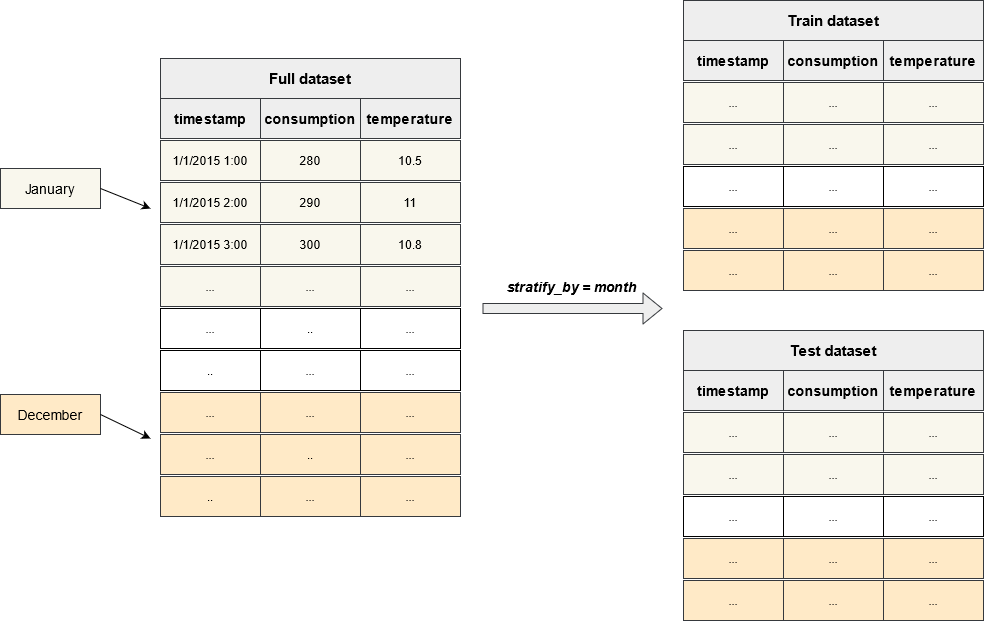 Full dataset
timestamp consumption temperature
1/1/2015 1:00 280 10.5
1/1/2015 2:00 290 11
1/1/2015 3:00 300 10.8
... ... ...
... .. ...
.. ... ...
... ... ...
... .. ...
.. ... ...
January
December
stratify_by = month
Train dataset
timestamp consumption temperature
... ... ...
... ... ...
... ... ...
... ... ...
... ... ...
Test dataset
timestamp consumption temperature
... ... ...
... ... ...
... ... ...
... ... ...
... ... ...